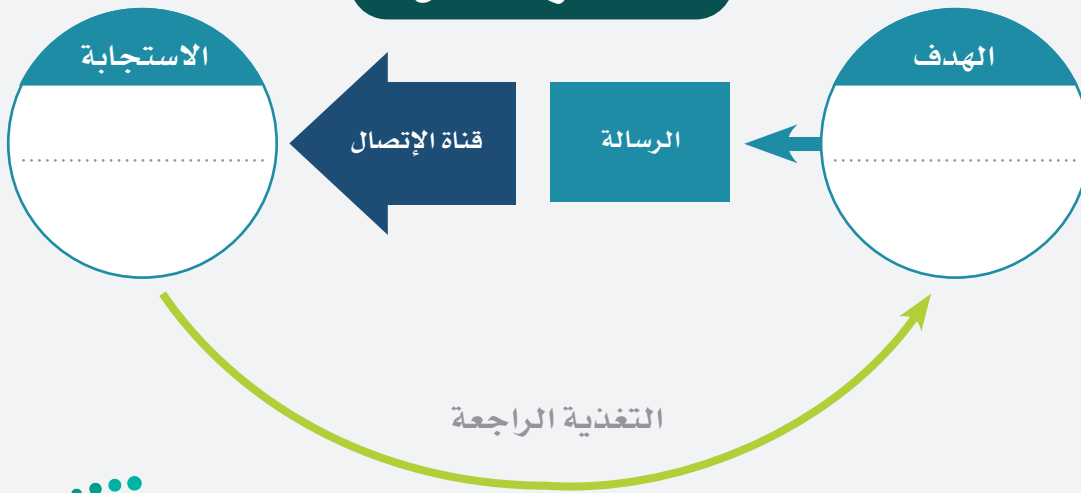 الهدف
الرسالة
قناة الإتصال
الاستجابة
التغذية الراجعة